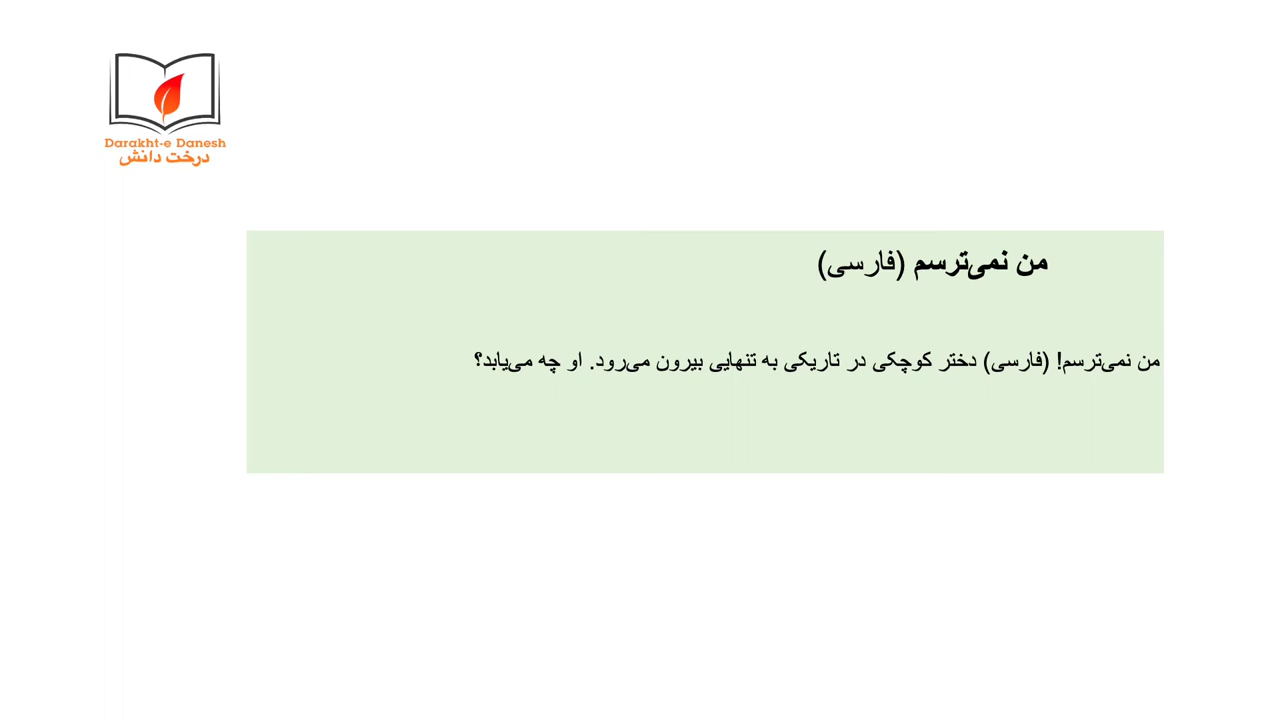 Darakht-e Danesh
درخت دانش
من نمی‌ترسم (فارسی)
من نمی‌ترسم! (فارسی) دختر کوچکی در تاریکی به تنهایی بیرون می‌رود. او چه می‌یابد؟